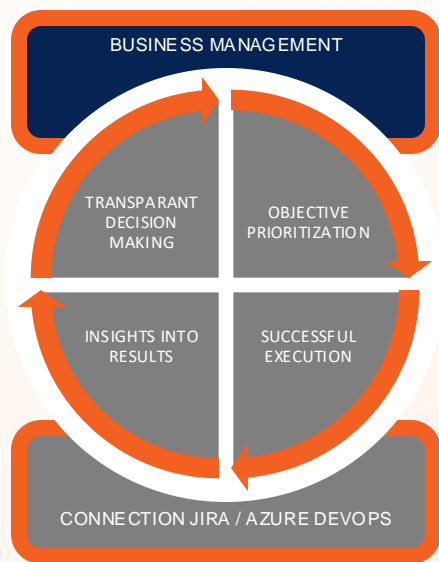 BUSINESS MANAGEMENT
TRANSPARANT
DECISION
MAKING
OBJECTIVE
PRIORITIZATION
INSIGHTS INTO
RESULTS
SUCCESSFUL
EXECUTION
CONNECTION JIRA / AZURE DEVOPS